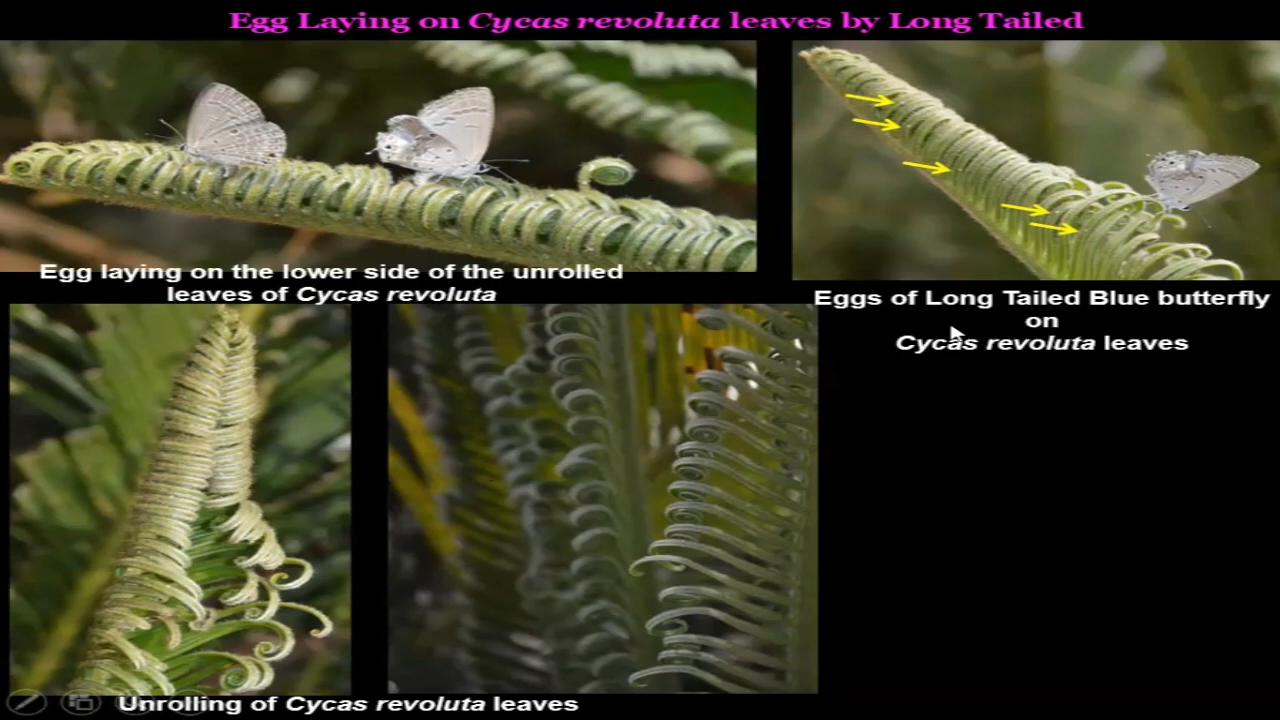 Egg Laying on Cycas revoluta leaves by Long Tailed
Egg laying on the lower side of the unrolled
leaves of Cycas revoluta
Eggs of Long Tailed Blue butterfly
on
Cycas revoluta leaves
Unrolling of Cycas revoluta leaves